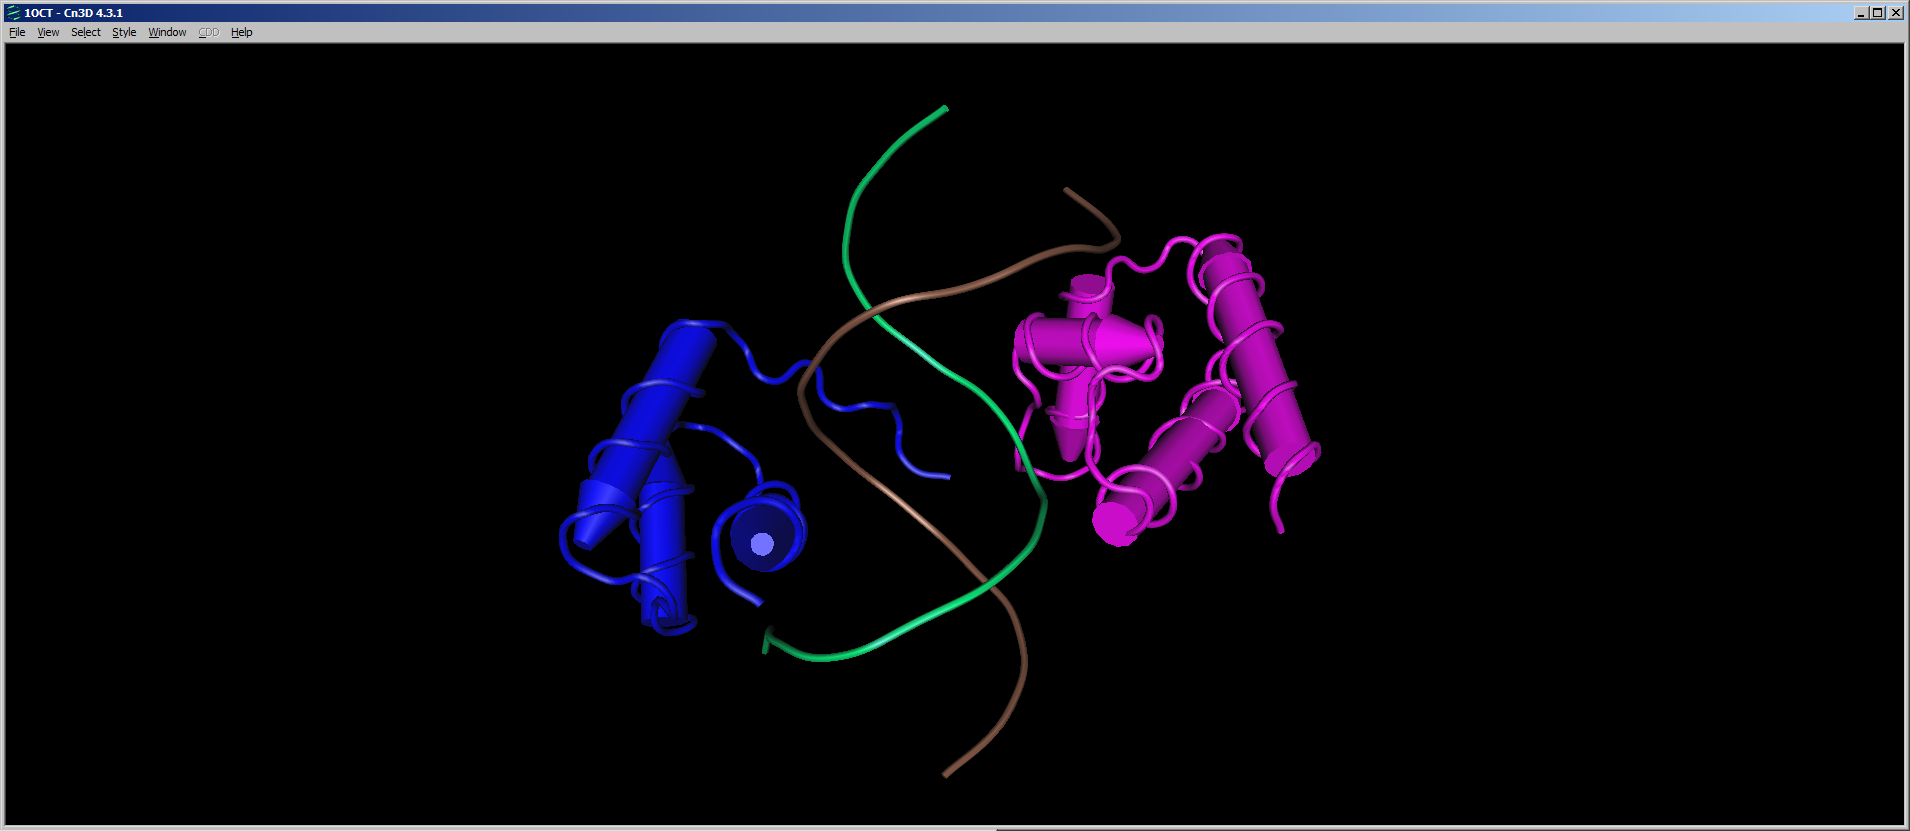 1OCT - Cn3D 4.3.1
File View Select Style Window CDD Help